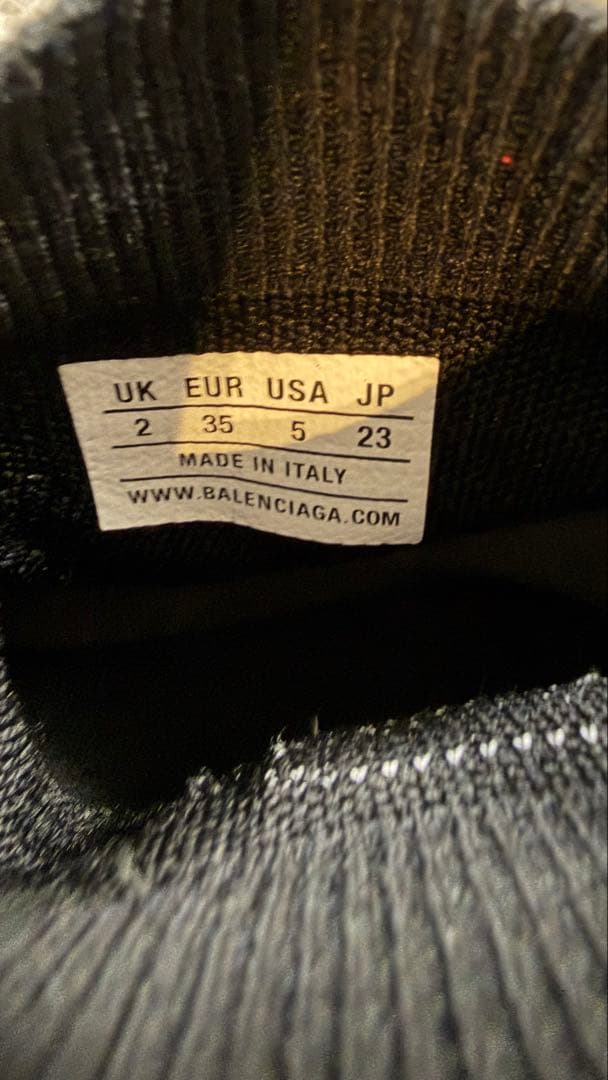 UK EUR USA JP
2 35 5 23
MADE IN ITALY
WWW.BALENCIAGA.COM